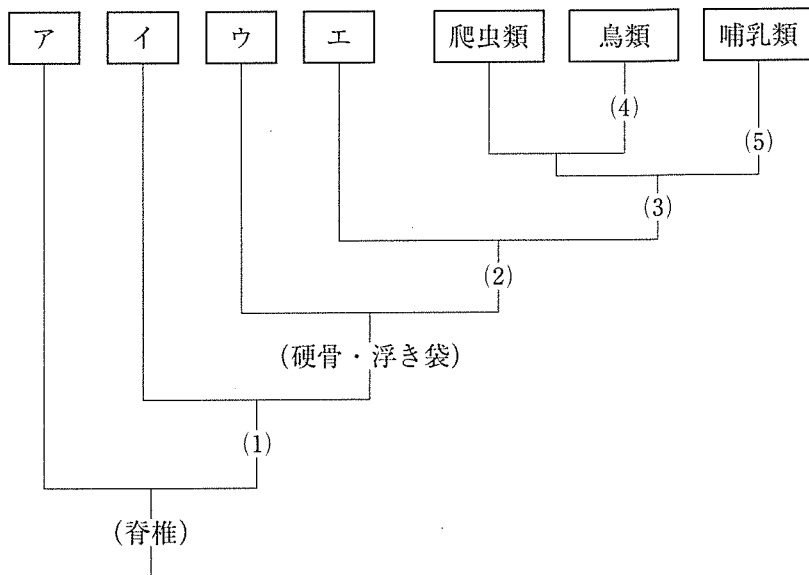 ア イ ウ エ 爬虫類 鳥類 哺乳類
(4)
(5)
(3)
(2)
(硬骨・浮き袋)
(1)
(脊椎)